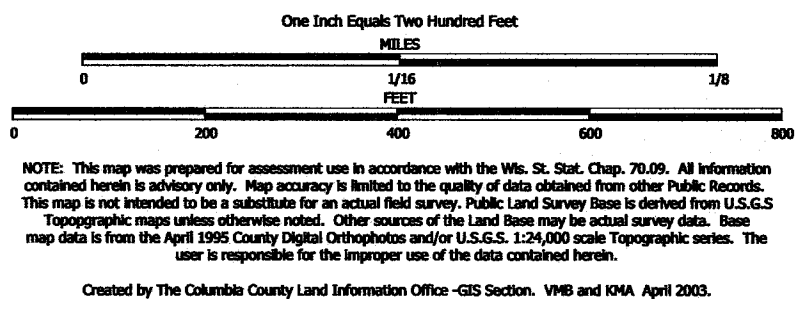 One Inch Equals Two Hundred Feet
MILES
0 1/16 1/8
FEET
0 200 400 600 800
NOTE: This map was prepared for assessment use in accordance with the Wis. St. Stat. Chap. 70.09. All information
contained herein is advisory only. Map accuracy is limited to the quality of data obtained from other Public Records.
This map is not intended to be a substitute for an actual field survey. Public Land Survey Base is derived from U.S.G.S
Topopgraphic maps unless otherwise noted. Other sources of the Land Base may be actual survey data. Base
map data is from the April 1995 County Digital Orthophotos and/or U.S.G.S. 1:24,000 scale Topographic series. The
user is responsible for the improper use of the data contained herein.
Created by The Columbia County Land Information Office -GIS Section. VMB and KMA April 2003.